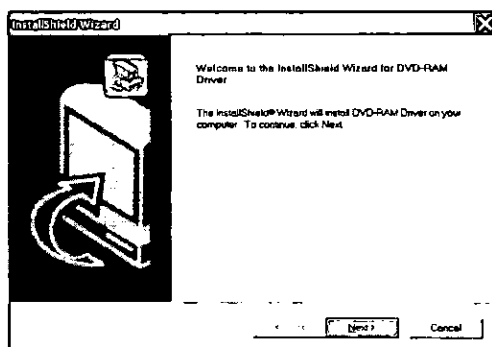 InstallShield Wizard
Welcome to the InstallShield Wizard for DVD-RAM
Driver
The InstallShield® Wizard will install DVD-RAM Driver on your
computer. To continue, click Next
Next >
Cancel